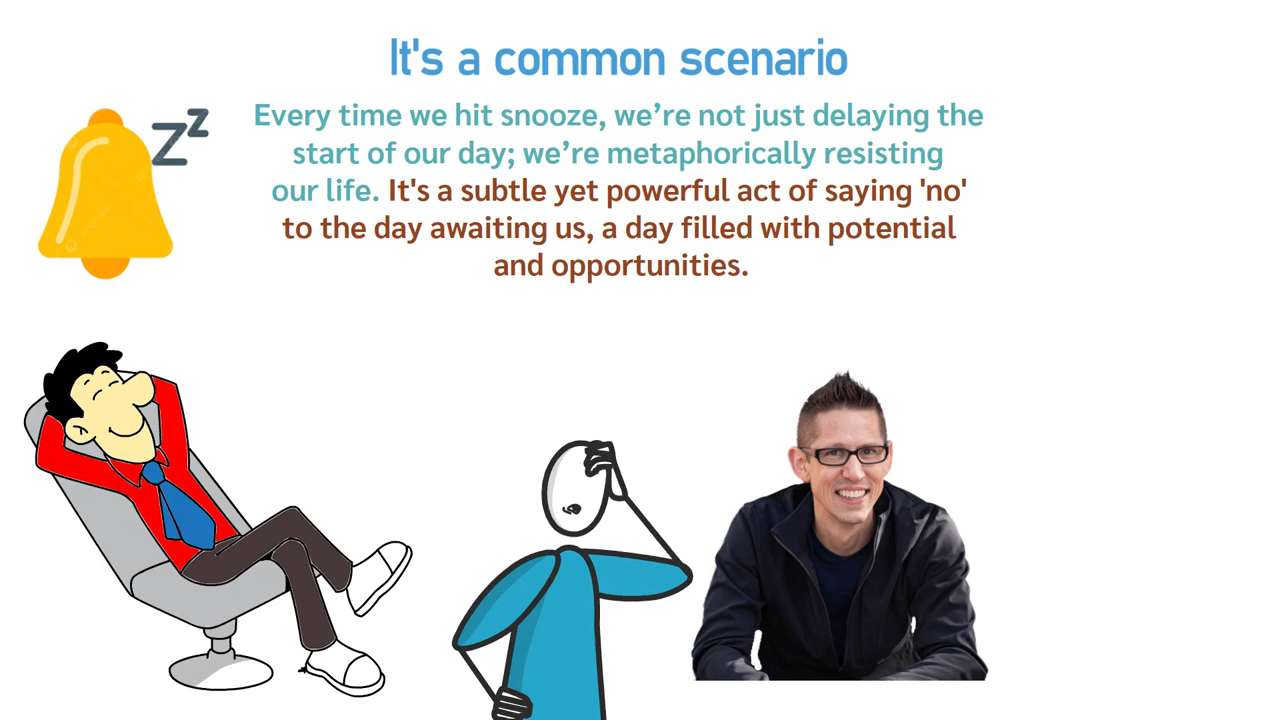 It's a common scenario
Zz
Every time we hit snooze, we’re not just delaying the
start of our day; we’re metaphorically resisting
our life. It's a subtle yet powerful act of saying 'no'
to the day awaiting us, a day filled with potential
and opportunities.